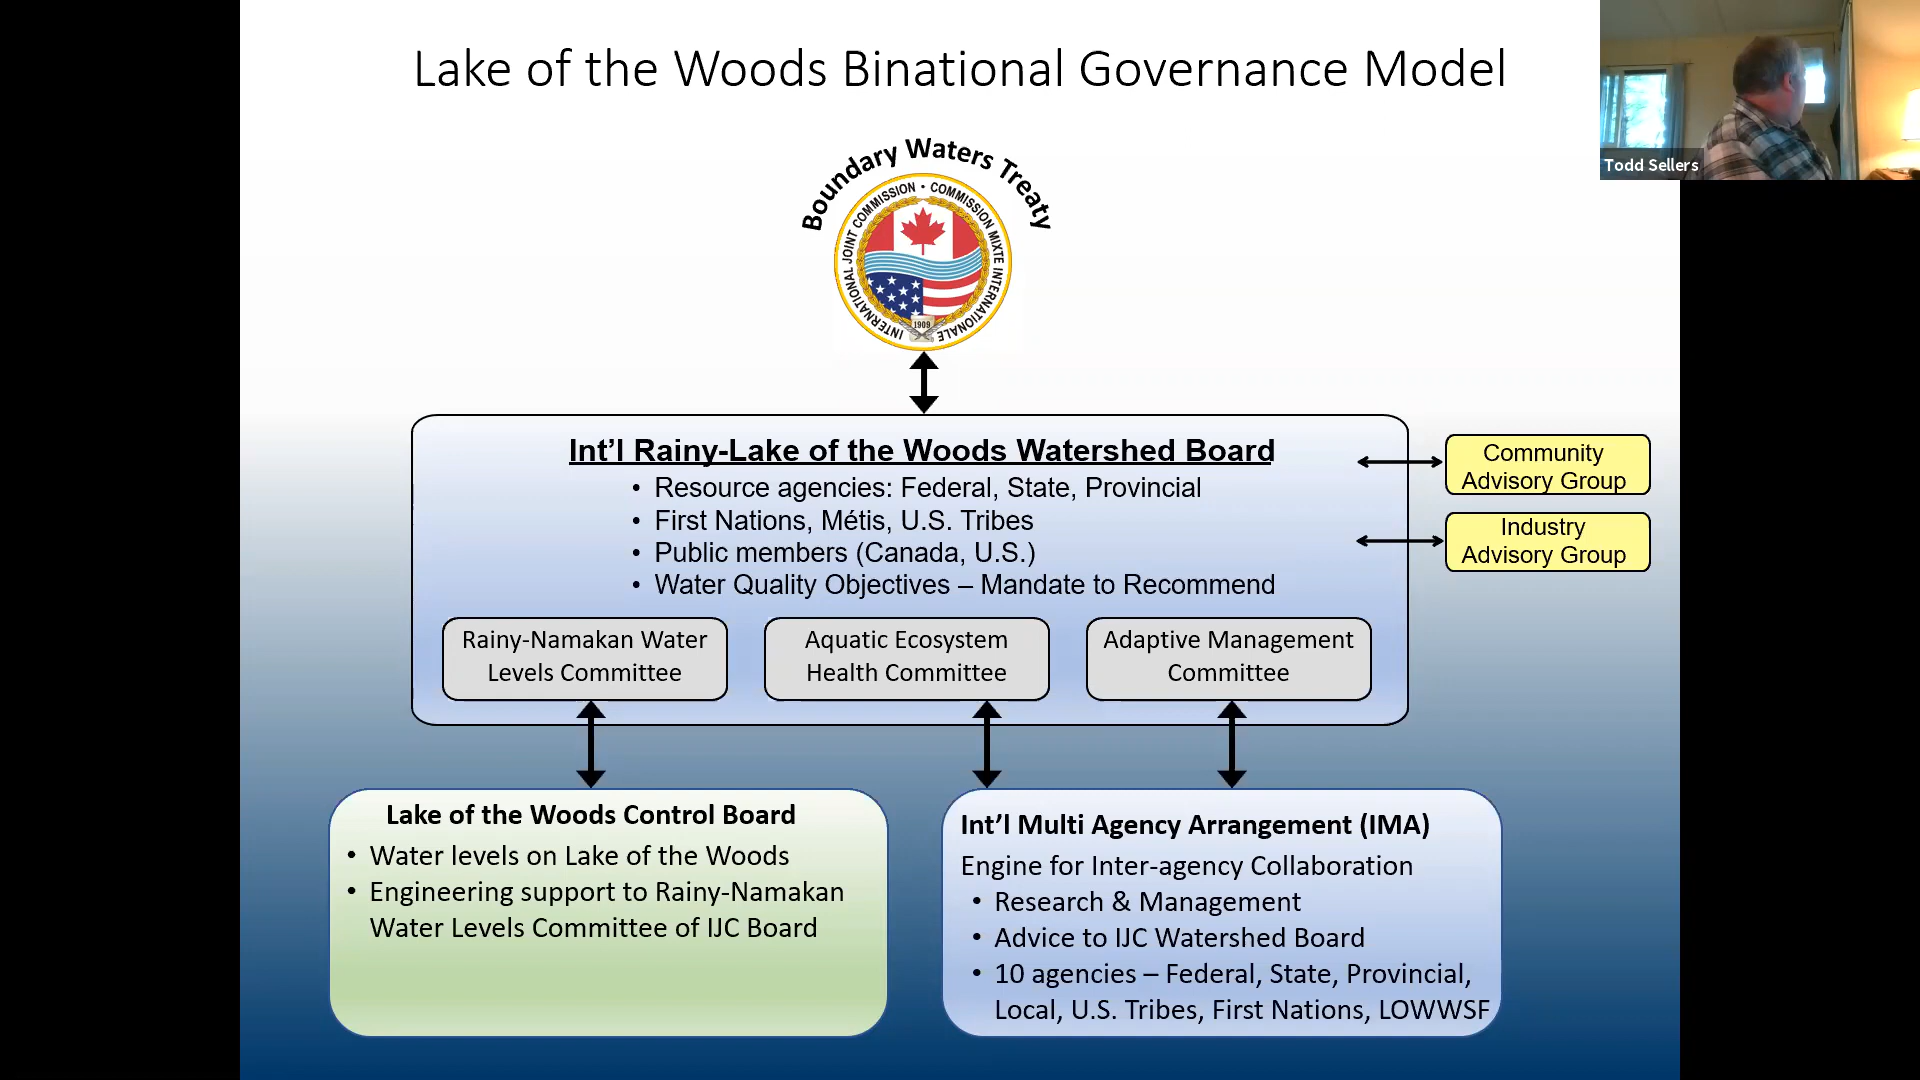 Lake of the Woods Binational Governance Model
Todd Sellers
Boundary Waters Treaty
INTERNATIONAL JOINT COMMISSION • COMMISSION MIXTE INTERNATIONALE
1909
Int'l Rainy-Lake of the Woods Watershed Board
• Resource agencies: Federal, State, Provincial
• First Nations, Métis, U.S. Tribes
• Public members (Canada, U.S.)
• Water Quality Objectives – Mandate to Recommend
Community
Advisory Group
Industry
Advisory Group
Rainy-Namakan Water
Levels Committee
Aquatic Ecosystem
Health Committee
Adaptive Management
Committee
Lake of the Woods Control Board
• Water levels on Lake of the Woods
• Engineering support to Rainy-Namakan
Water Levels Committee of IJC Board
Int'l Multi Agency Arrangement (IMA)
Engine for Inter-agency Collaboration
• Research & Management
• Advice to IJC Watershed Board
• 10 agencies – Federal, State, Provincial,
Local, U.S. Tribes, First Nations, LOWWSF